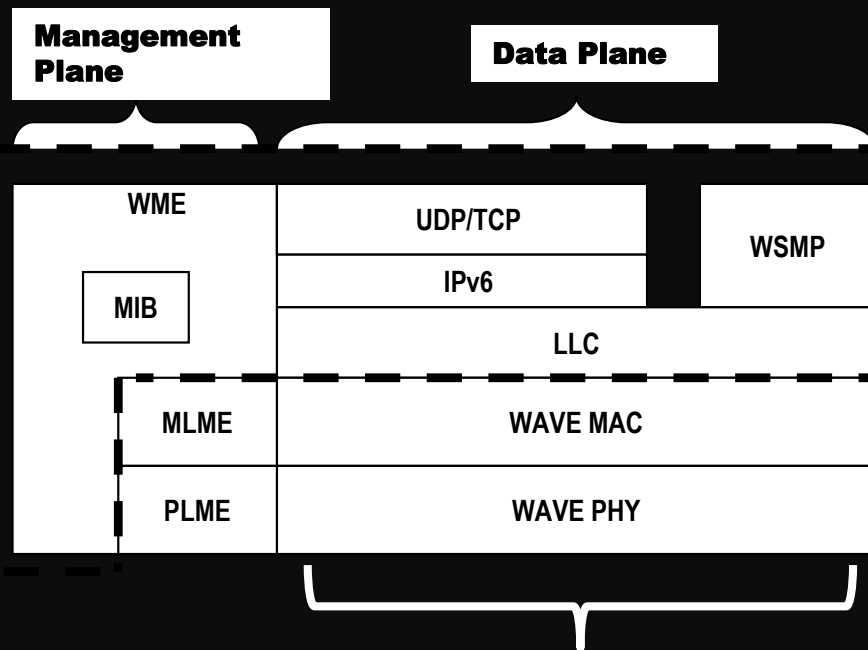 Management
Plane
Data Plane
WME
UDP/TCP
WSMP
IPv6
MIB
LLC
MLME
WAVE MAC
PLME
WAVE PHY